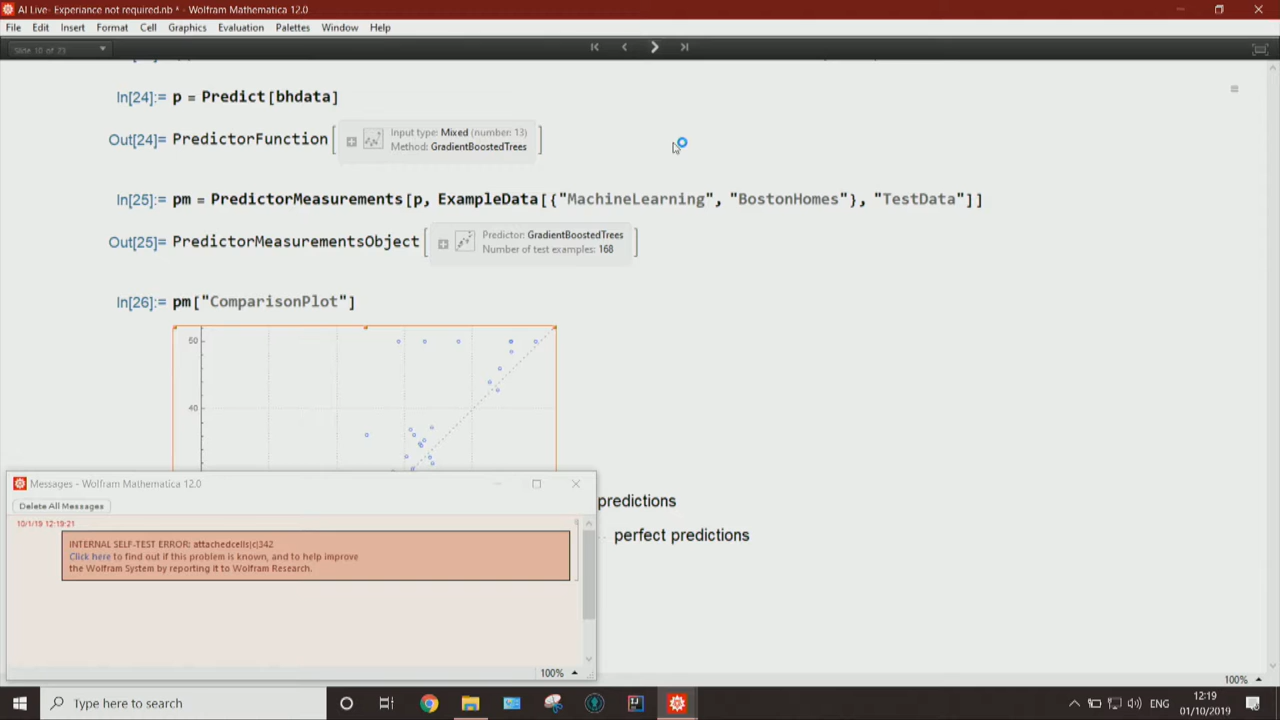 AI Live- Experiance not required.nb * - Wolfram Mathematica 12.0
File Edit Insert Format Cell Graphics Evaluation Palettes Window Help
Slide 10 of 23
In[24]:= p = Predict[bhdata]
Input type: Mixed (number: 13)
Out[24]= PredictorFunction[ ]
Method: GradientBoostedTrees
In[25]:= pm = PredictorMeasurements[p, ExampleData[{"MachineLearning", "BostonHomes"}, "TestData"]]
Predictor: GradientBoostedTrees
Out[25]= PredictorMeasurementsObject[ ]
Number of test examples: 168
In[26]:= pm["ComparisonPlot"]
50
40
predictions
perfect predictions
Messages - Wolfram Mathematica 12.0
Delete All Messages
10/1/19 12:19:21
INTERNAL SELF-TEST ERROR: attachedcells|c|342
Click here to find out if this problem is known, and to help improve
the Wolfram System by reporting it to Wolfram Research.
100%
100%
Type here to search
ENG
12:19
01/10/2019